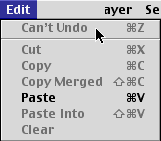 Edit ayer Se
Can't Undo ⌘Z
Cut ⌘X
Copy ⌘C
Copy Merged ⇧⌘C
Paste ⌘V
Paste Into ⇧⌘V
Clear